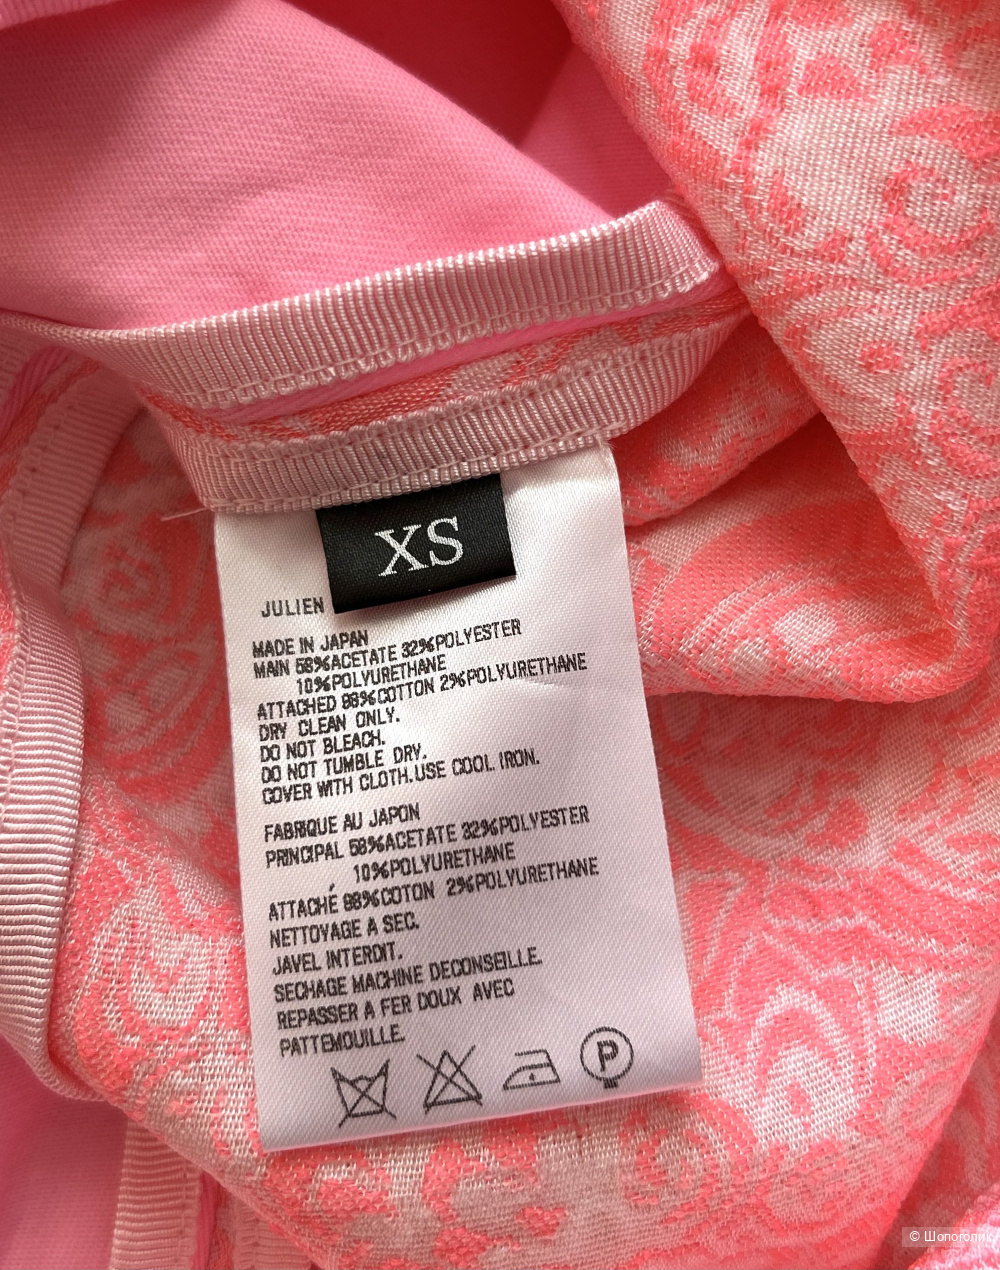 XS
JULIEN
MADE IN JAPAN
MAIN 58%ACETATE 32%POLYESTER
10%POLYURETHANE
ATTACHED 98%COTTON 2%POLYURETHANE
DRY CLEAN ONLY.
DO NOT BLEACH.
DO NOT TUMBLE DRY.
COVER WITH CLOTH.USE COOL IRON.
FABRIQUE AU JAPON
PRINCIPAL 58%ACETATE 32%POLYESTER
10%POLYURETHANE
ATTACHÉ 98%COTON 2%POLYURETHANE
NETTOYAGE A SEC.
JAVEL INTERDIT.
SECHAGE MACHINE DECONSEILLE.
REPASSER A FER DOUX AVEC
PATTEMOUILLE.
P
© Шопоголик